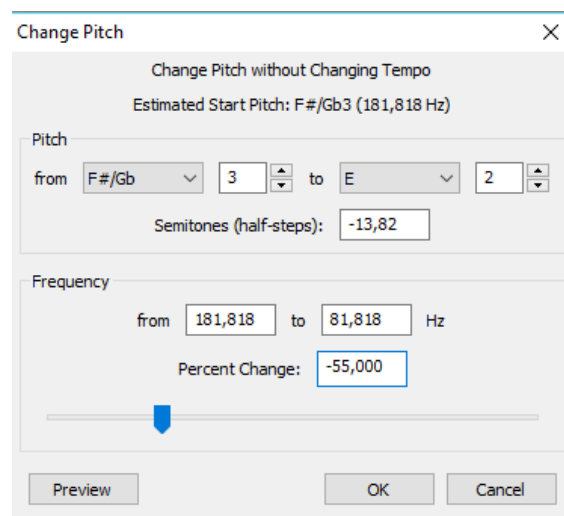 Change Pitch
Change Pitch without Changing Tempo
Estimated Start Pitch: F#/Gb3 (181,818 Hz)
Pitch
from F#/Gb 3 to E 2
Semitones (half-steps): -13,82
Frequency
from 181,818 to 81,818 Hz
Percent Change: -55,000
Preview OK Cancel